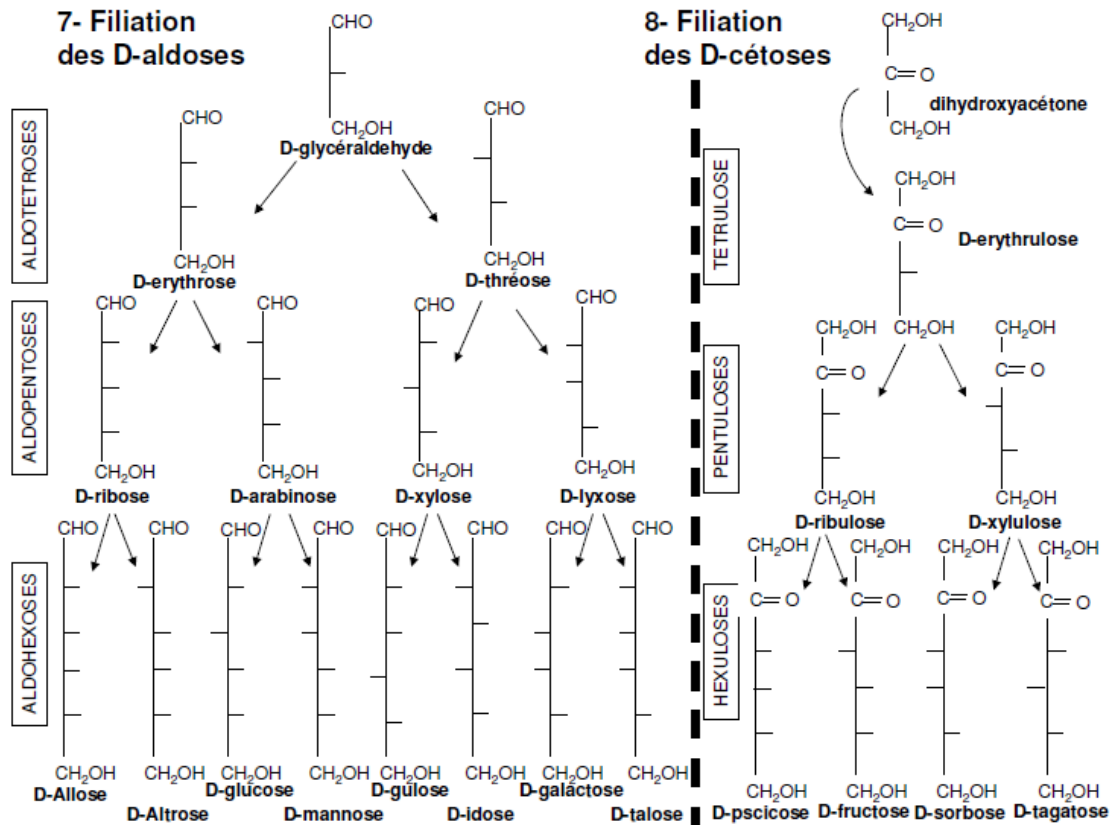 7- Filiation
des D-aldoses
CHO
CH₂OH
D-glycéraldehyde
ALDOTETROSES
CHO
CHO
CH₂OH
CH₂OH
D-erythrose
D-thréose
ALDOPENTOSES
CHO
CHO
CHO
CHO
CH₂OH
CH₂OH
CH₂OH
CH₂OH
D-ribose
D-arabinose
D-xylose
D-lyxose
ALDOHEXOSES
CHO
CHO
CHO
CHO
CHO
CHO
CHO
CHO
CH₂OH
CH₂OH
CH₂OH
CH₂OH
CH₂OH
CH₂OH
CH₂OH
CH₂OH
D-Allose
D-Altrose
D-glucose
D-mannose
D-gulose
D-idose
D-galactose
D-talose
8- Filiation
des D-cétoses
CH₂OH
C=O
dihydroxyacétone
CH₂OH
TETRULOSE
CH₂OH
C=O
D-erythrulose
CH₂OH
PENTULOSES
CH₂OH
CH₂OH
C=O
C=O
CH₂OH
CH₂OH
D-ribulose
D-xylulose
HEXULOSES
CH₂OH
CH₂OH
CH₂OH
CH₂OH
C=O
C=O
C=O
C=O
CH₂OH
CH₂OH
CH₂OH
CH₂OH
D-pscicose
D-fructose
D-sorbose
D-tagatose